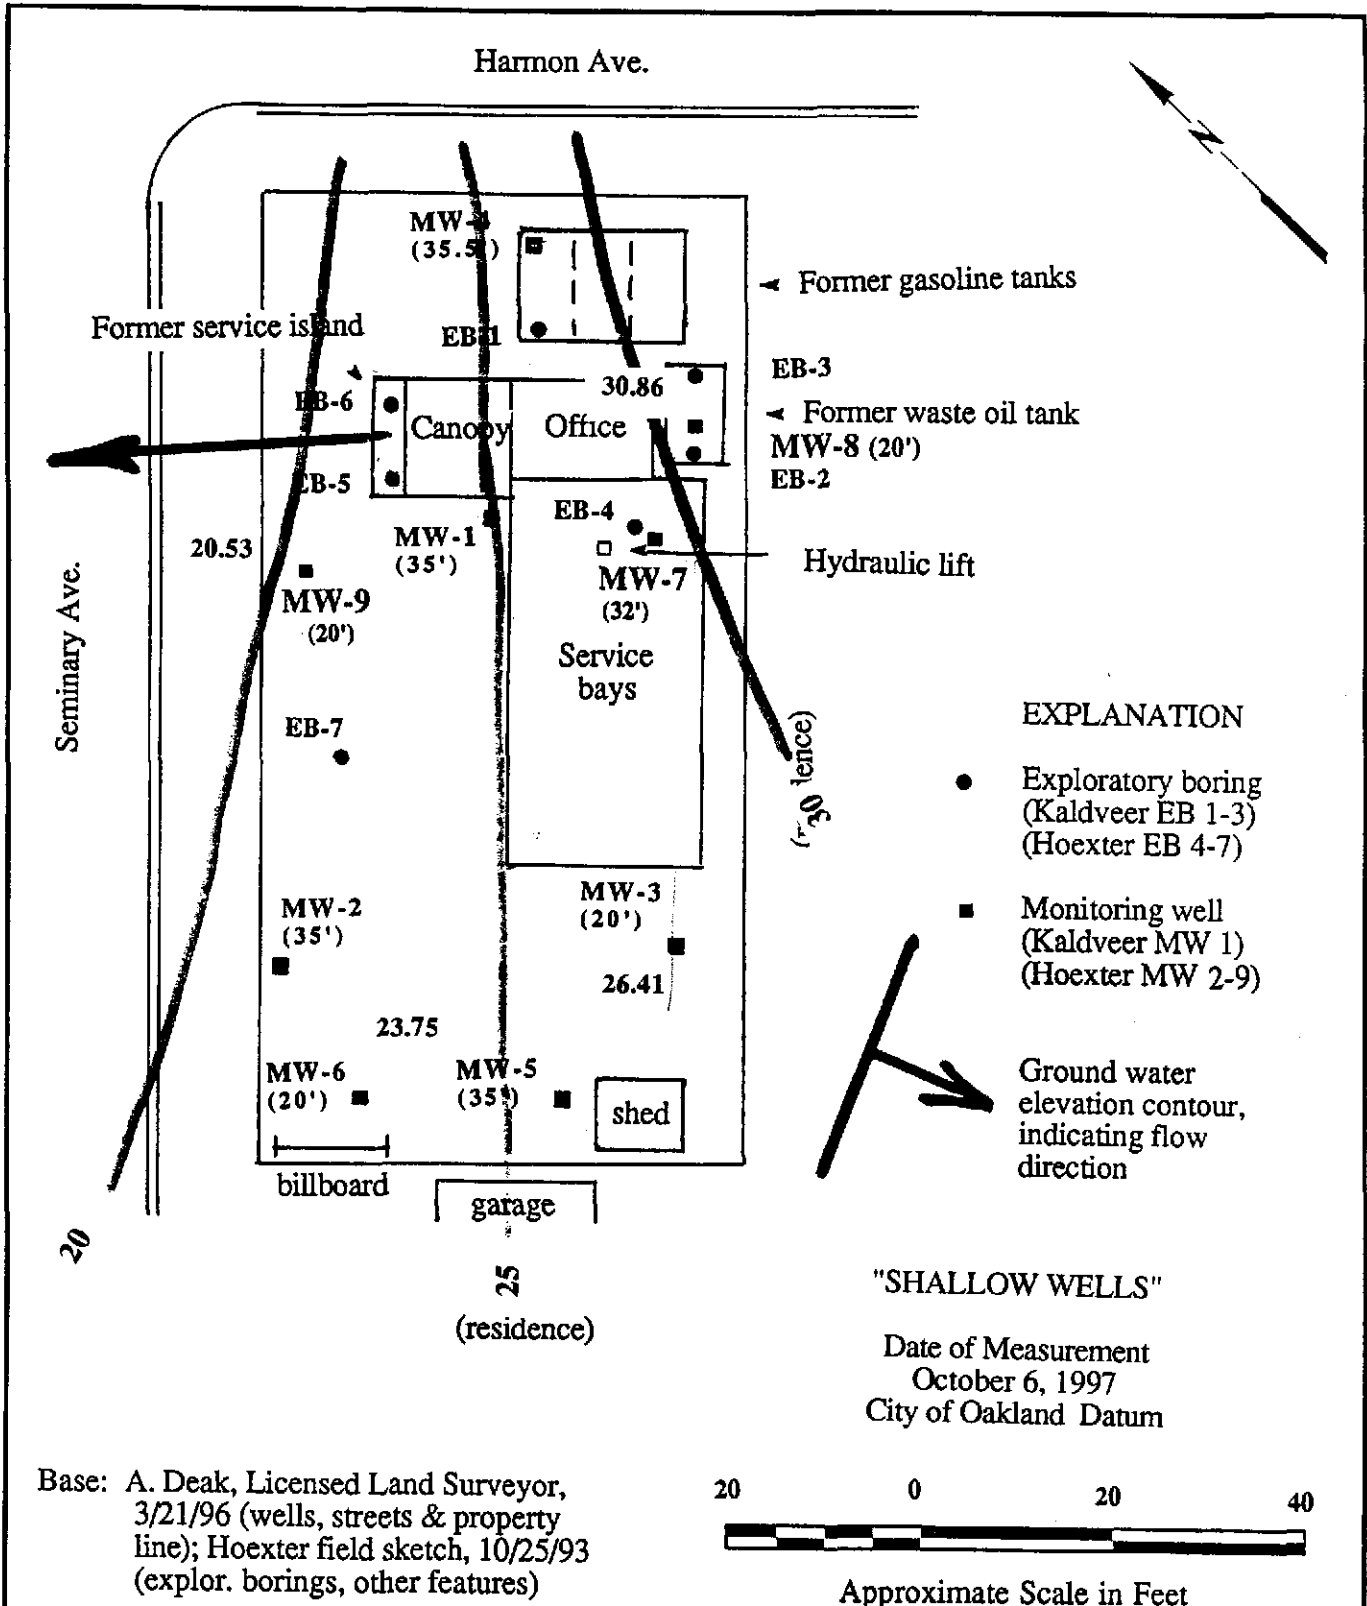 Harmon Ave.
N
MW-4
(35.5')
Former gasoline tanks
Former service island
EB-1
EB-3
30.86
EB-6
Canopy
Office
Former waste oil tank
MW-8 (20')
EB-2
EB-5
EB-4
MW-1
(35')
20.53
Hydraulic lift
MW-7
(32')
MW-9
(20')
Seminary Ave.
Service
bays
EB-7
30
EXPLANATION
Exploratory boring
(Kaldveer EB 1-3)
(Hoexter EB 4-7)
MW-3
(20')
MW-2
(35')
Monitoring well
(Kaldveer MW 1)
(Hoexter MW 2-9)
26.41
23.75
MW-6
(20')
MW-5
(35')
shed
Ground water
elevation contour,
indicating flow
direction
billboard
garage
20
25
(residence)
"SHALLOW WELLS"
Date of Measurement
October 6, 1997
City of Oakland Datum
Base: A. Deak, Licensed Land Surveyor,
3/21/96 (wells, streets & property
line); Hoexter field sketch, 10/25/93
(explor. borings, other features)
20 0 20 40
Approximate Scale in Feet